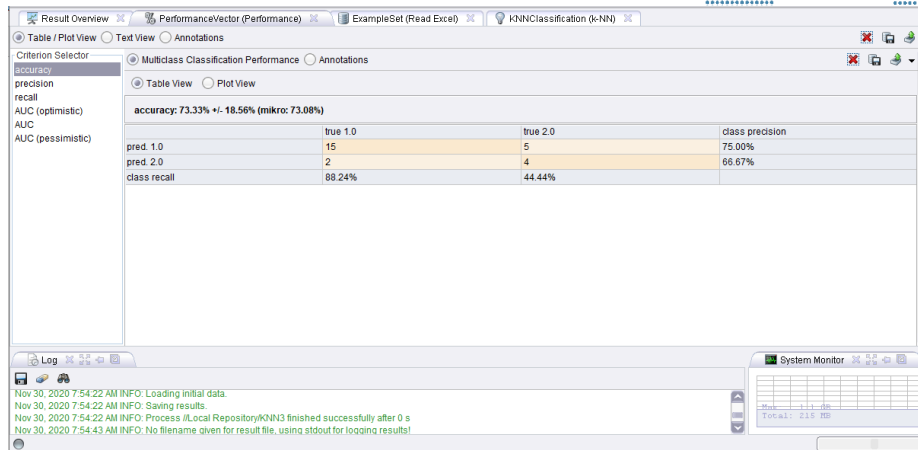 Result Overview PerformanceVector (Performance) ExampleSet (Read Excel) KNNClassification (k-NN)
Table / Plot View Text View Annotations
Criterion Selector
accuracy
precision
recall
AUC (optimistic)
AUC
AUC (pessimistic)
Multiclass Classification Performance Annotations
Table View Plot View
accuracy: 73.33% +/- 18.56% (mikro: 73.08%)
true 1.0 true 2.0 class precision
pred. 1.0 15 5 75.00%
pred. 2.0 2 4 66.67%
class recall 88.24% 44.44%
Log
Nov 30, 2020 7:54:22 AM INFO: Loading initial data.
Nov 30, 2020 7:54:22 AM INFO: Saving results.
Nov 30, 2020 7:54:22 AM INFO: Process //Local Repository/KNN3 finished successfully after 0 s
Nov 30, 2020 7:54:43 AM INFO: No filename given for result file, using stdout for logging results!
System Monitor
Total: 215 MB